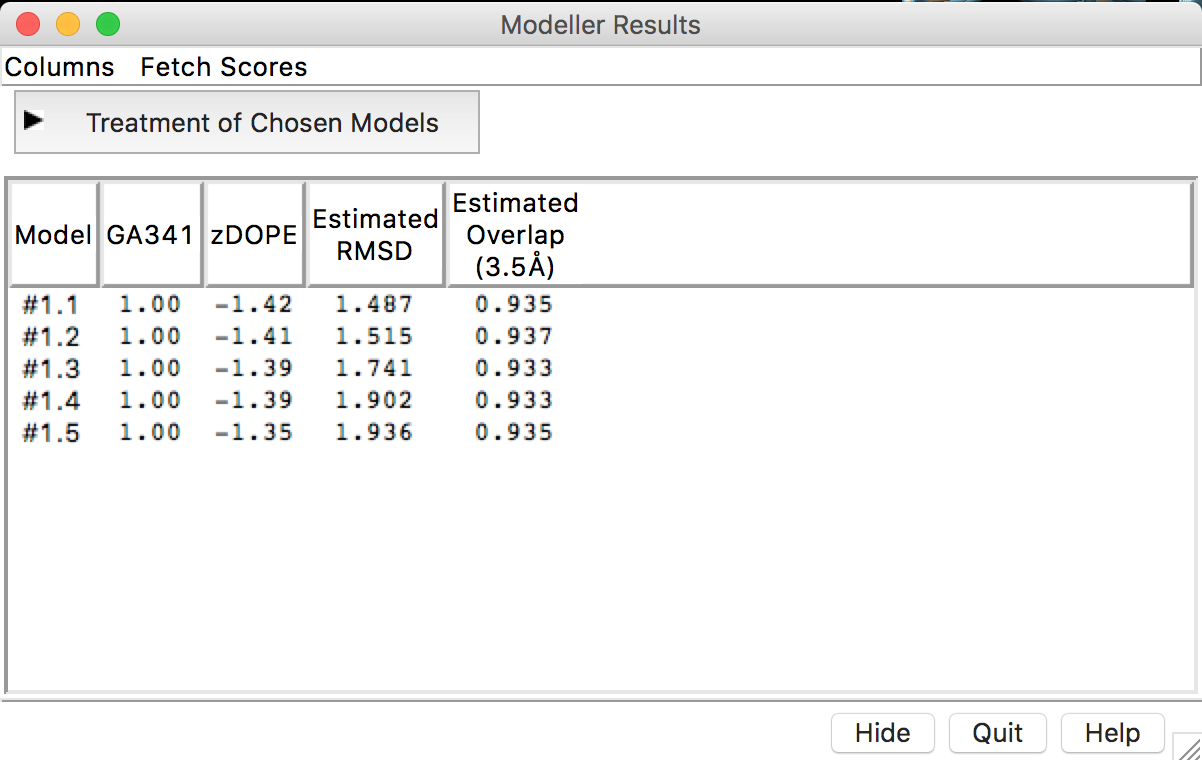 Modeller Results
Columns Fetch Scores
Treatment of Chosen Models
Model GA341 zDOPE Estimated RMSD Estimated Overlap (3.5Å)
#1.1 1.00 -1.42 1.487 0.935
#1.2 1.00 -1.41 1.515 0.937
#1.3 1.00 -1.39 1.741 0.933
#1.4 1.00 -1.39 1.902 0.933
#1.5 1.00 -1.35 1.936 0.935
Hide Quit Help